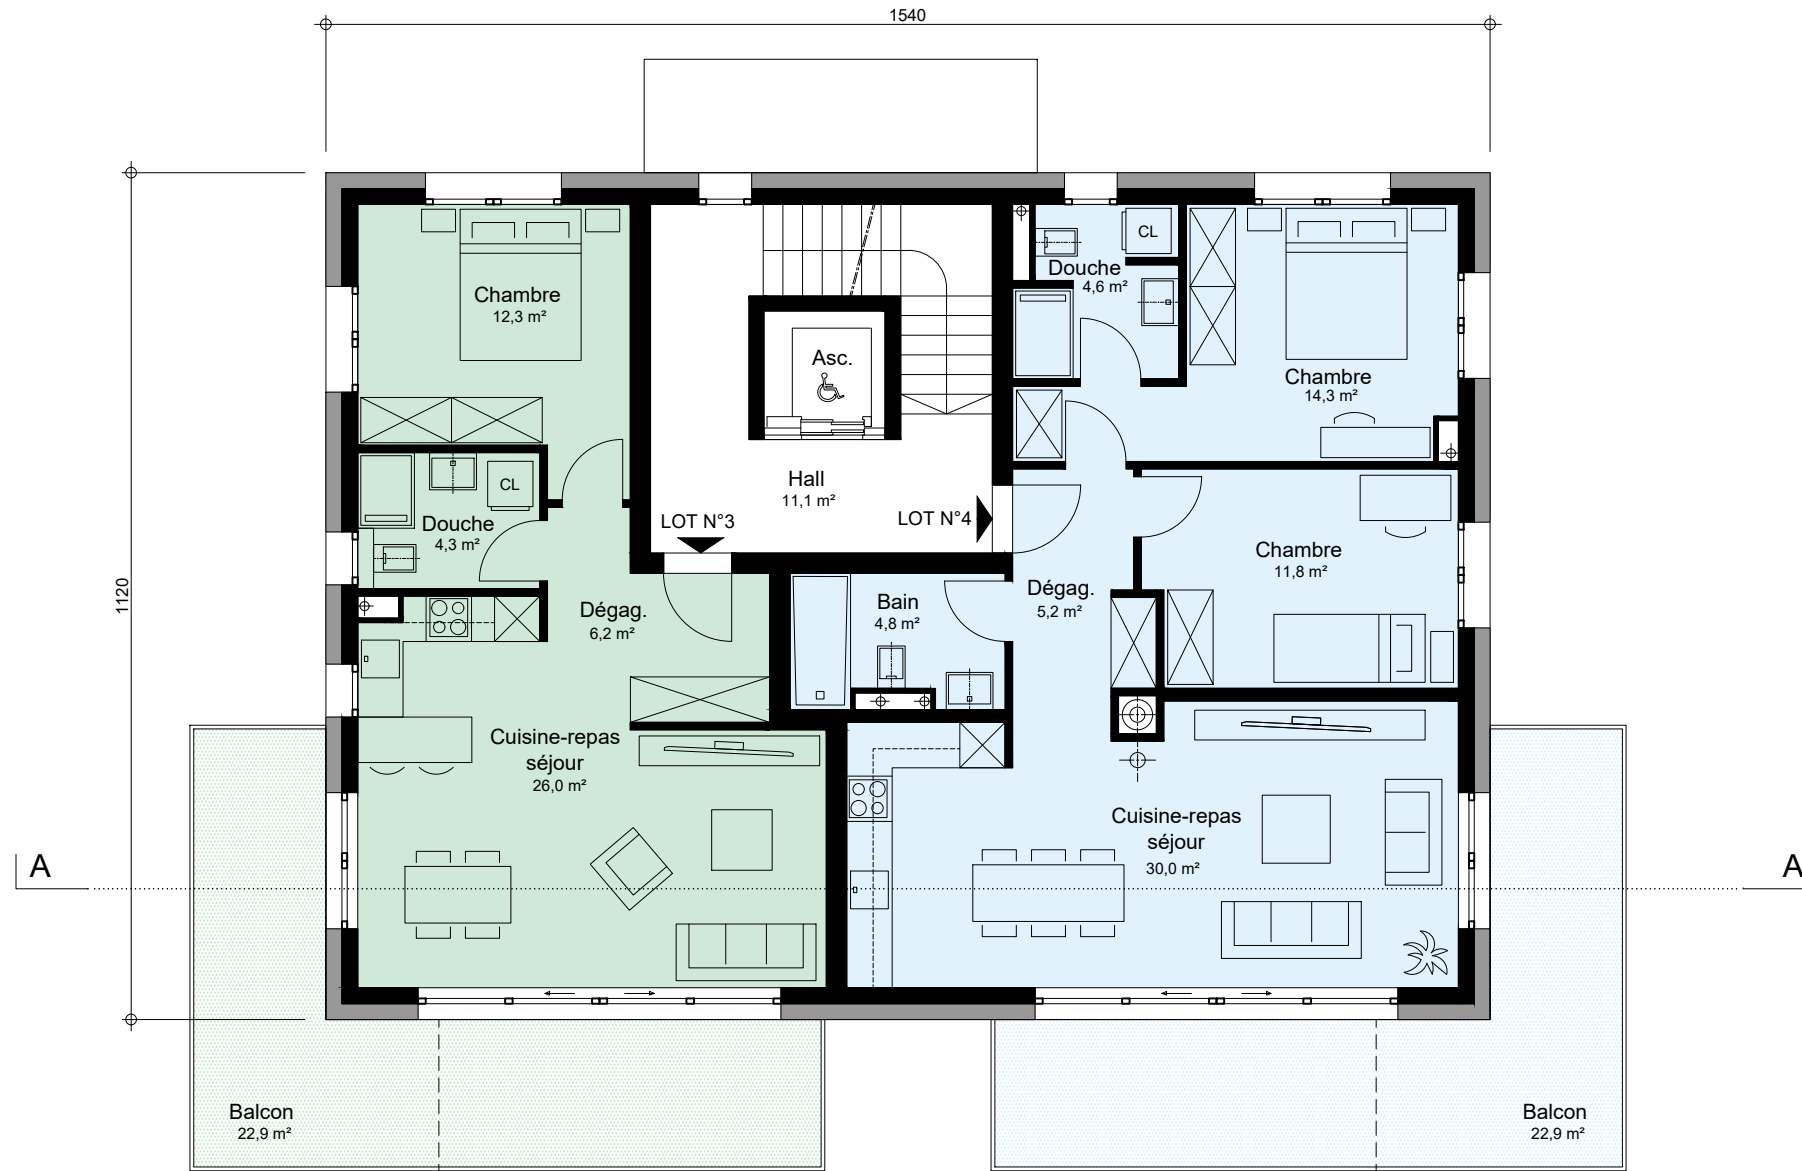 1540
1120
Chambre
12,3 m²
Asc.
Douche
4,6 m²
CL
Chambre
14,3 m²
CL
Douche
4,3 m²
Hall
11,1 m²
LOT N°3
LOT N°4
Chambre
11,8 m²
Dégag.
6,2 m²
Bain
4,8 m²
Dégag.
5,2 m²
Cuisine-repas
séjour
26,0 m²
Cuisine-repas
séjour
30,0 m²
A
A
Balcon
22,9 m²
Balcon
22,9 m²